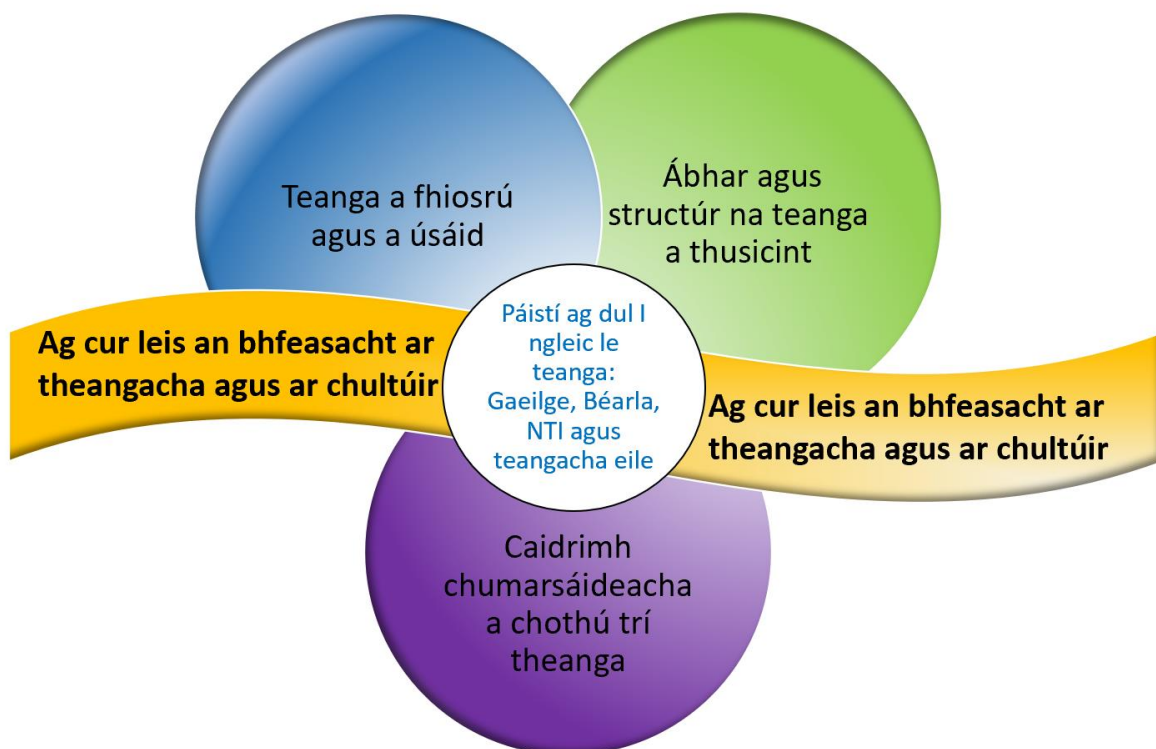 Teanga a fhiosrú
agus a úsáid
Ábhar agus
structúr na teanga
a thusicint
Ag cur leis an bhfeasacht ar
theangacha agus ar chultúir
Páistí ag dul I
ngleic le
teanga:
Gaeilge, Béarla,
NTI agus
teangacha eile
Ag cur leis an bhfeasacht ar
theangacha agus ar chultúir
Caidrimh
chumarsáideacha
a chothú trí
theanga